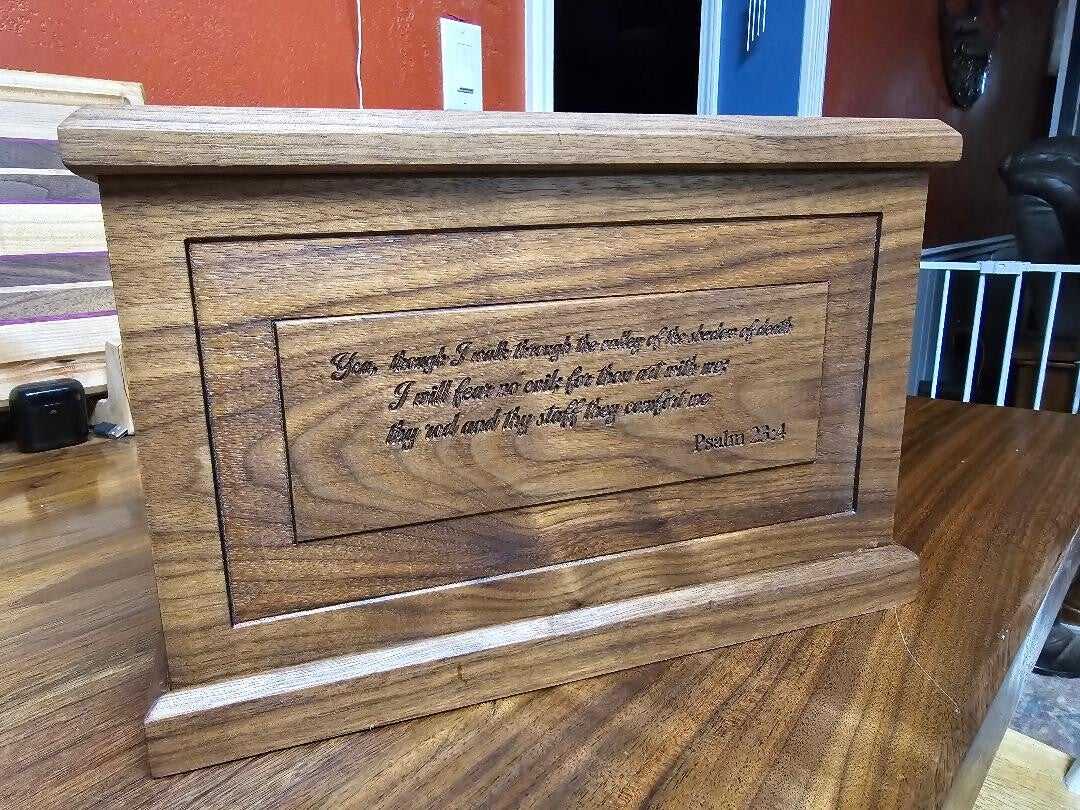 Yea, though I walk through the valley of the shadow of death
I will fear no evil: for thou art with me;
thy rod and thy staff they comfort me
Psalm 23:4